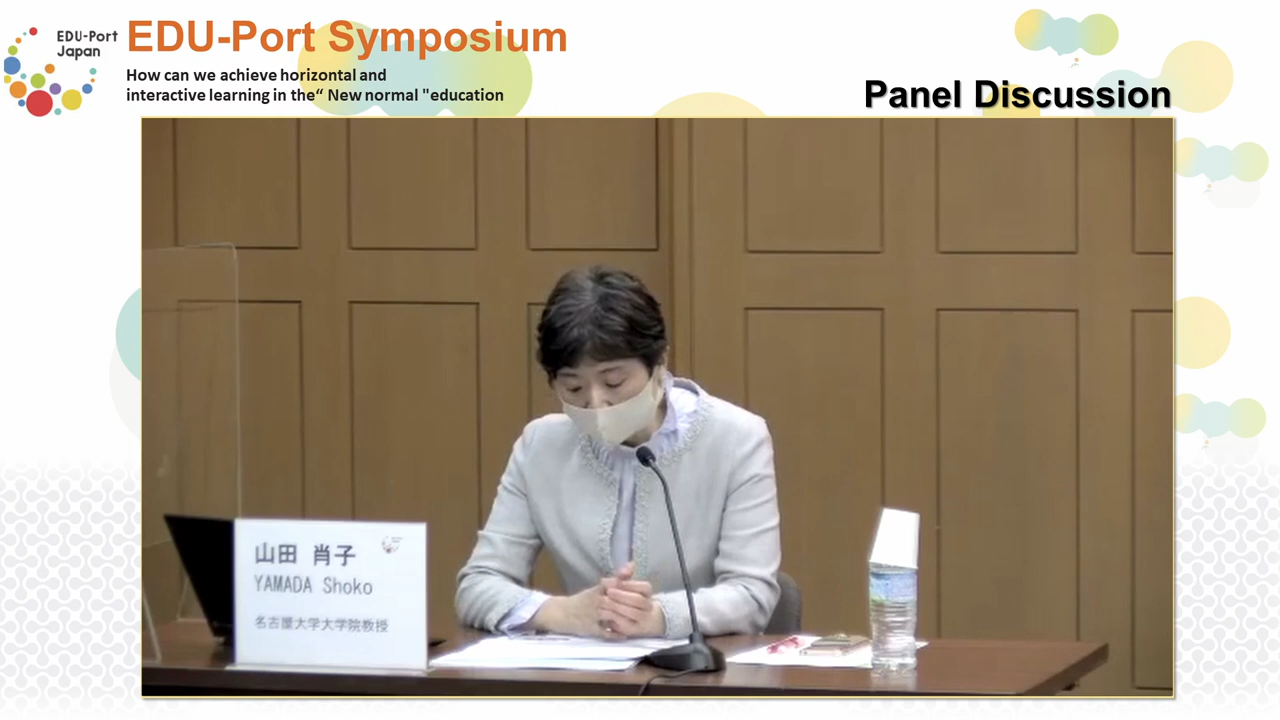 EDU-Port
Japan
EDU-Port Symposium
How can we achieve horizontal and
interactive learning in the“ New normal "education
Panel Discussion
山田 肖子
YAMADA Shoko
名古屋大学大学院教授